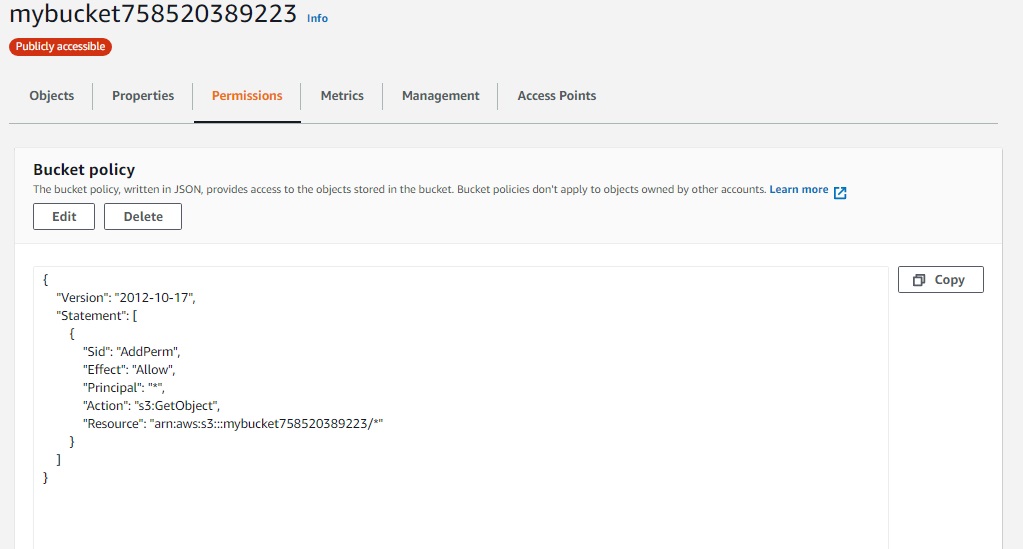 mybucket758520389223 Info
Publicly accessible
Objects Properties Permissions Metrics Management Access Points
Bucket policy
The bucket policy, written in JSON, provides access to the objects stored in the bucket. Bucket policies don't apply to objects owned by other accounts. Learn more
Edit Delete
Copy
{
"Version": "2012-10-17",
"Statement": [
{
"Sid": "AddPerm",
"Effect": "Allow",
"Principal": "*",
"Action": "s3:GetObject",
"Resource": "arn:aws:s3:::mybucket758520389223/*"
}
]
}